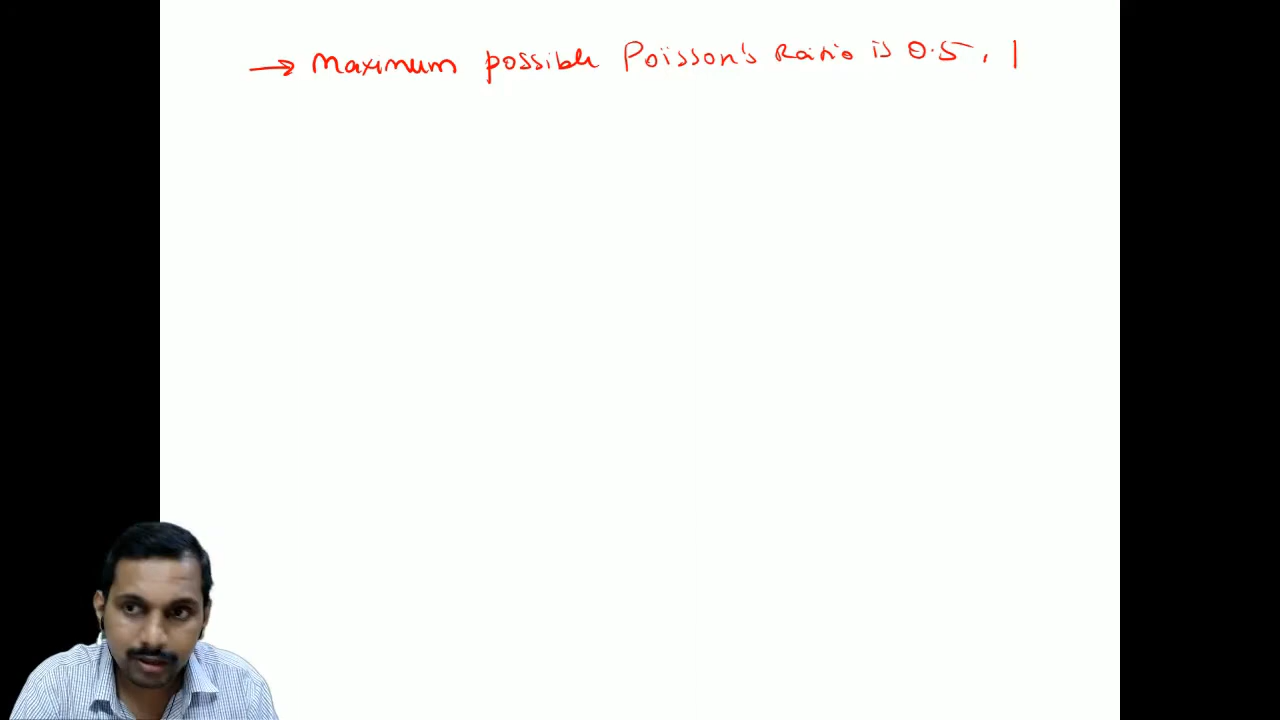 → Maximum possible Poisson's Ratio is 0.5, |